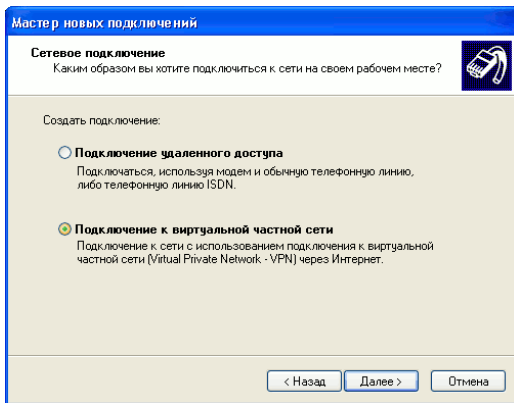 Мастер новых подключений
Сетевое подключение
Каким образом вы хотите подключиться к сети на своем рабочем месте?
Создать подключение:
Подключение удаленного доступа
Подключаться, используя модем и обычную телефонную линию,
либо телефонную линию ISDN.
Подключение к виртуальной частной сети
Подключение к сети с использованием подключения к виртуальной
частной сети (Virtual Private Network - VPN) через Интернет.
< Назад
Далее >
Отмена